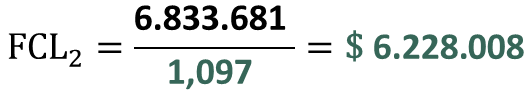 6.833.681
FCL₂ = ───────── = $ 6.228.008
1,097